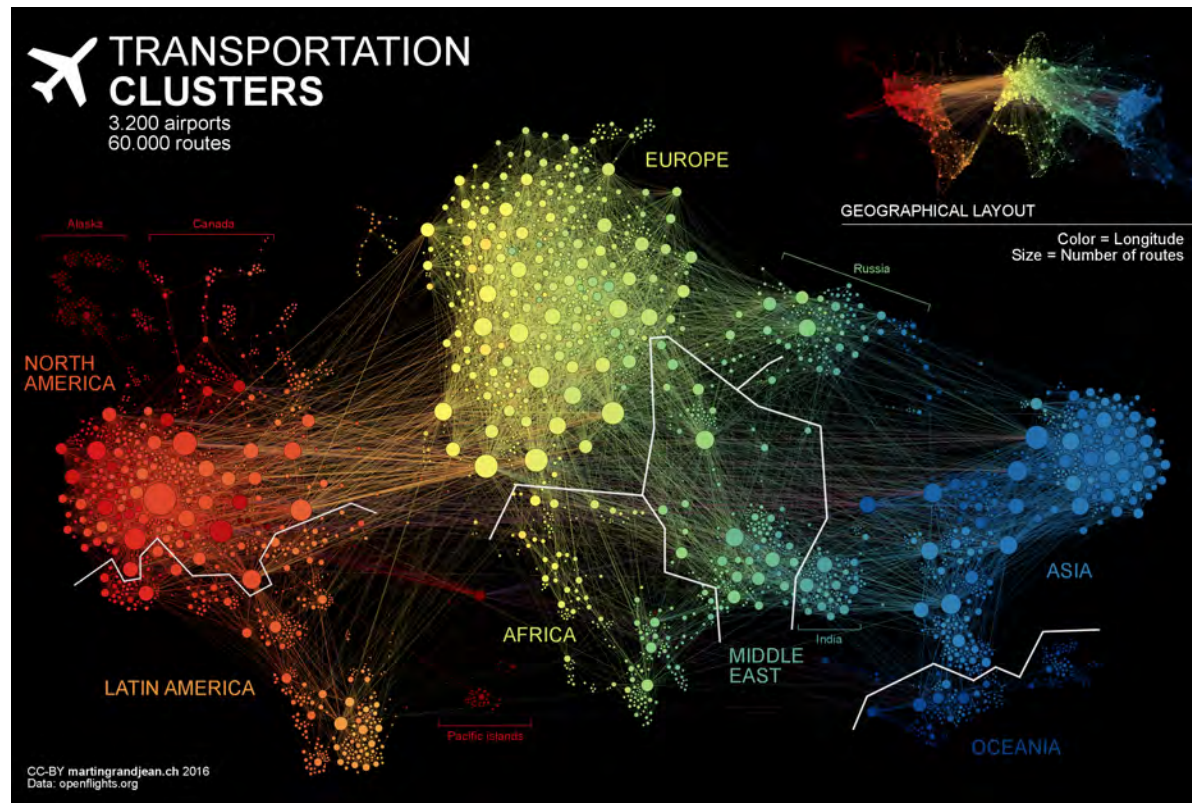 TRANSPORTATION
CLUSTERS
3.200 airports
60.000 routes
EUROPE
GEOGRAPHICAL LAYOUT
Color = Longitude
Size = Number of routes
Alaska
Canada
Russia
NORTH
AMERICA
ASIA
AFRICA
India
MIDDLE
EAST
LATIN AMERICA
Pacific islands
OCEANIA
CC-BY martingrandjean.ch 2016
Data: openflights.org